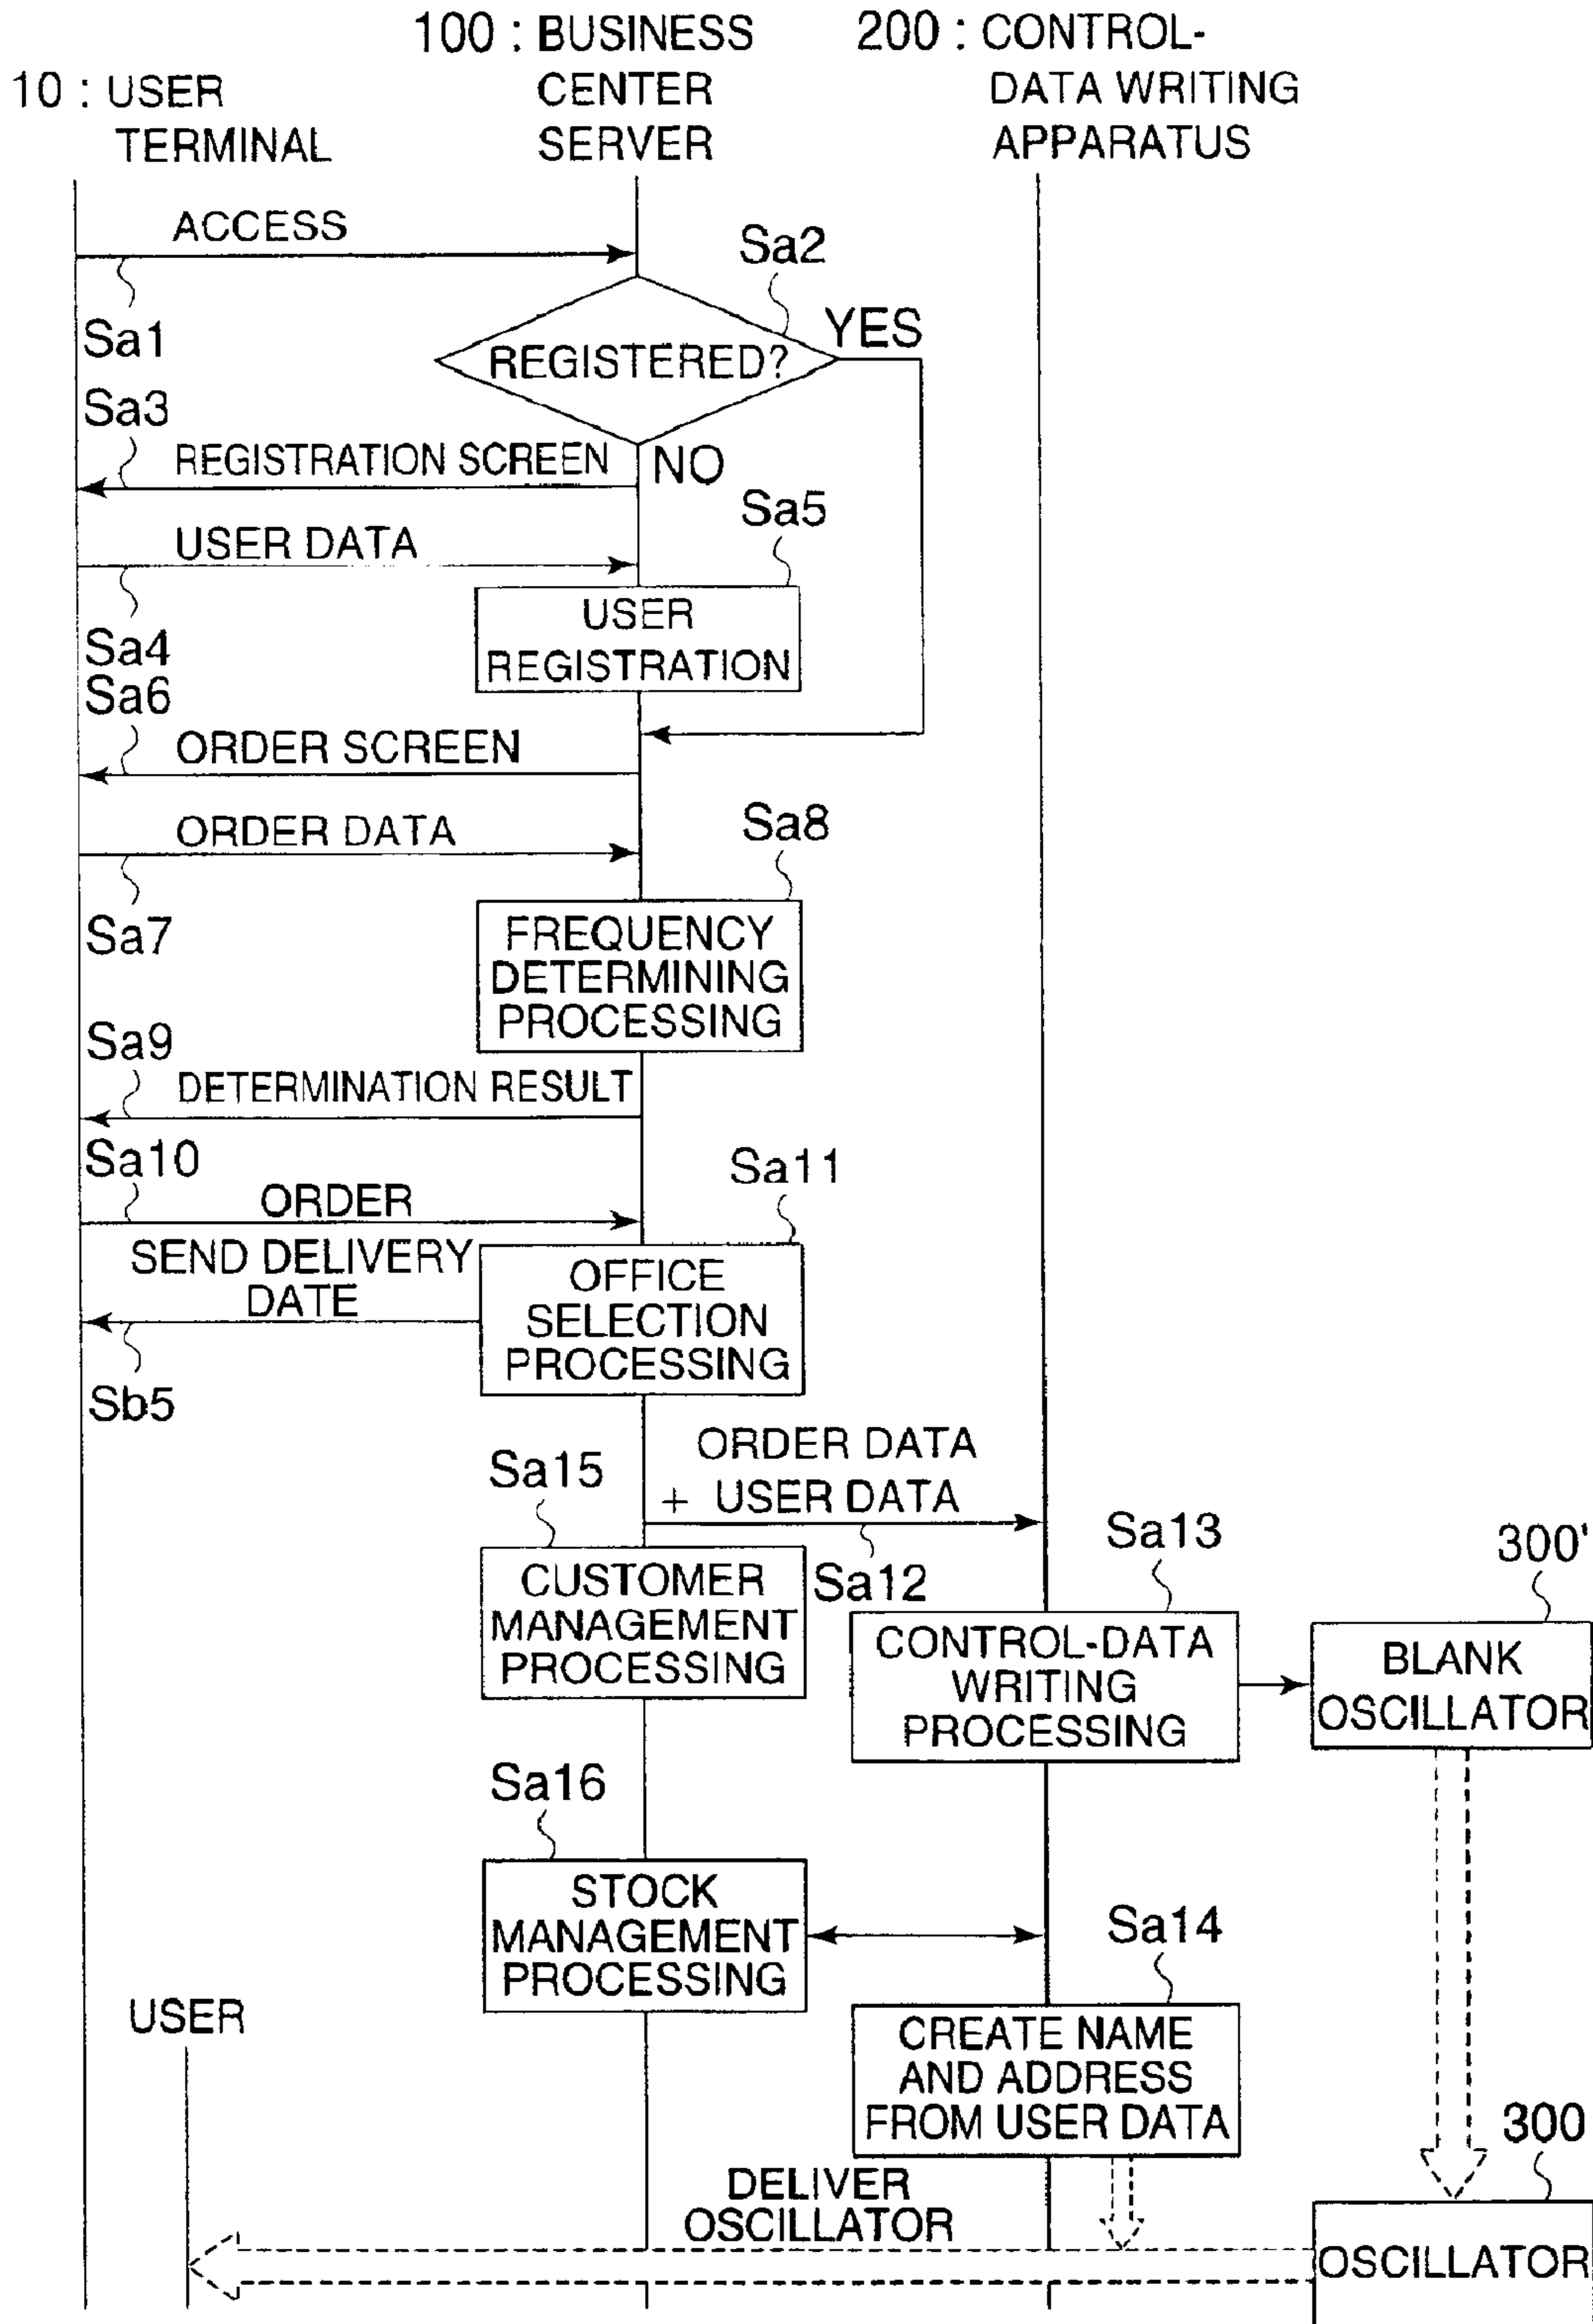 100 : BUSINESS
CENTER
SERVER
200 : CONTROL-
DATA WRITING
APPARATUS
10 : USER
TERMINAL
ACCESS
Sa1
Sa2
YES
REGISTERED?
Sa3
REGISTRATION SCREEN
NO
Sa5
USER DATA
Sa4
USER
REGISTRATION
Sa6
ORDER SCREEN
ORDER DATA
Sa8
Sa7
FREQUENCY
DETERMINING
PROCESSING
Sa9
DETERMINATION RESULT
Sa10
ORDER
Sa11
SEND DELIVERY
DATE
OFFICE
SELECTION
PROCESSING
Sb5
ORDER DATA
+ USER DATA
Sa15
Sa12
CUSTOMER
MANAGEMENT
PROCESSING
Sa13
300'
CONTROL-DATA
WRITING
PROCESSING
BLANK
OSCILLATOR
Sa16
STOCK
MANAGEMENT
PROCESSING
Sa14
USER
CREATE NAME
AND ADDRESS
FROM USER DATA
300
DELIVER
OSCILLATOR
OSCILLATOR